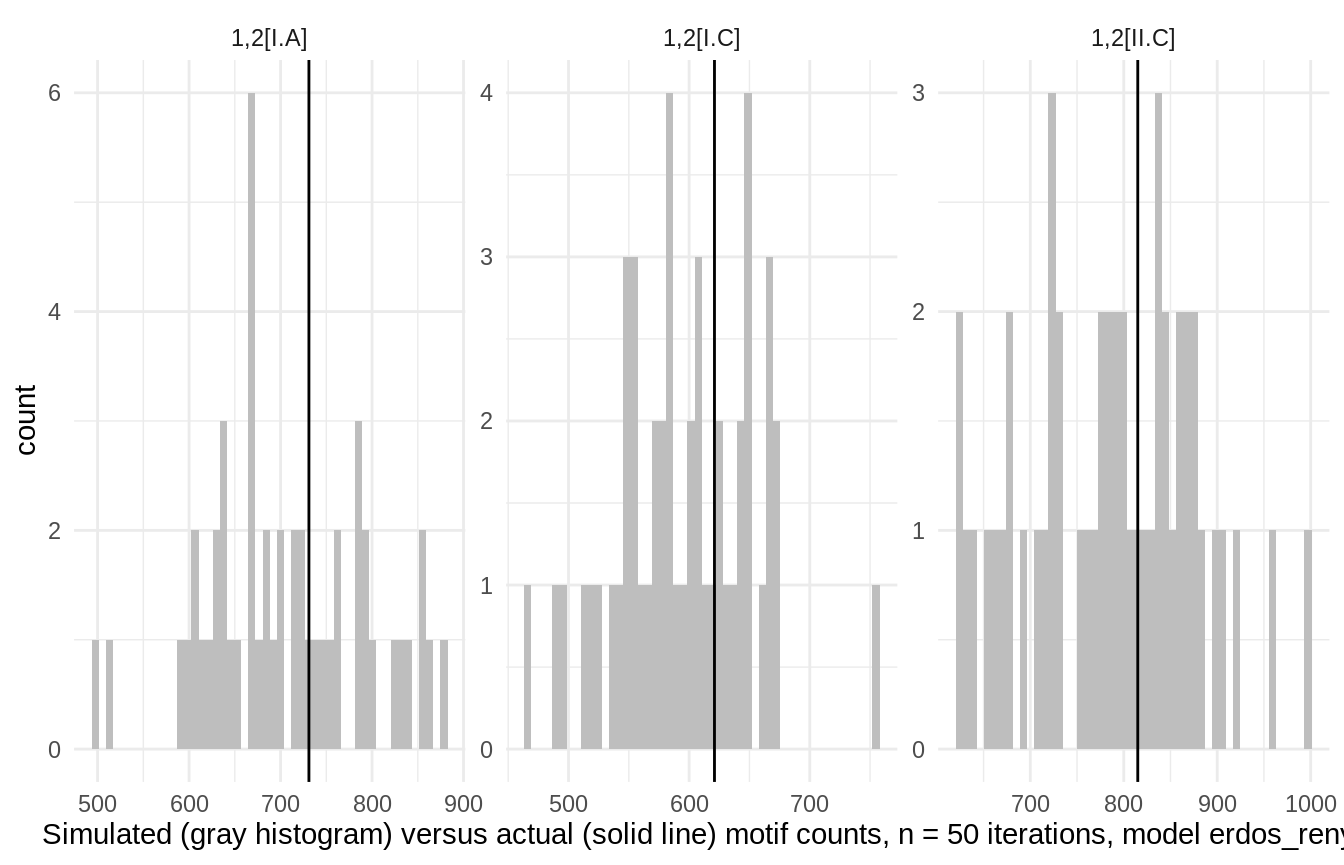 1,2[I.A] 1,2[I.C] 1,2[II.C]
6 4 3
3
4 2
count
2
2 1
1
0 0 0
500 600 700 800 900 500 600 700 700 800 900 1000
Simulated (gray histogram) versus actual (solid line) motif counts, n = 50 iterations, model erdos_reny